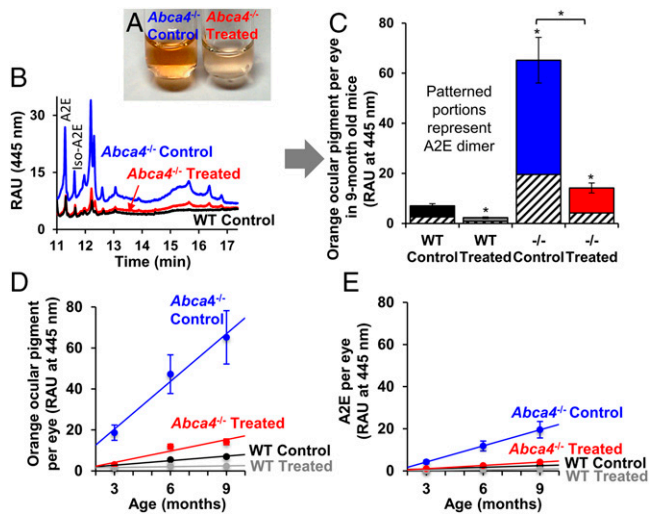 A
Abca4-/-
Control
Abca4-/-
Treated
B
RAU (445 nm)
30
15
0
A2E
Iso-A2E
Abca4-/- Control
Abca4-/- Treated
WT Control
11 12 13 14 15 16 17
Time (min)
C
Orange ocular pigment per eye
in 9-month old mice
(RAU at 445 nm)
80
60
40
20
0
Patterned
portions
represent
A2E dimer
*
*
*
*
WT
Control
WT
Treated
-/-
Control
-/-
Treated
D
Orange ocular pigment
per eye (RAU at 445 nm)
80
60
40
20
0
Abca4-/-
Control
Abca4-/- Treated
WT Control
WT Treated
3 6 9
Age (months)
E
A2E per eye
(RAU at 445 nm)
80
60
40
20
0
Abca4-/- Control
Abca4-/- Treated
WT Control
WT Treated
3 6 9
Age (months)